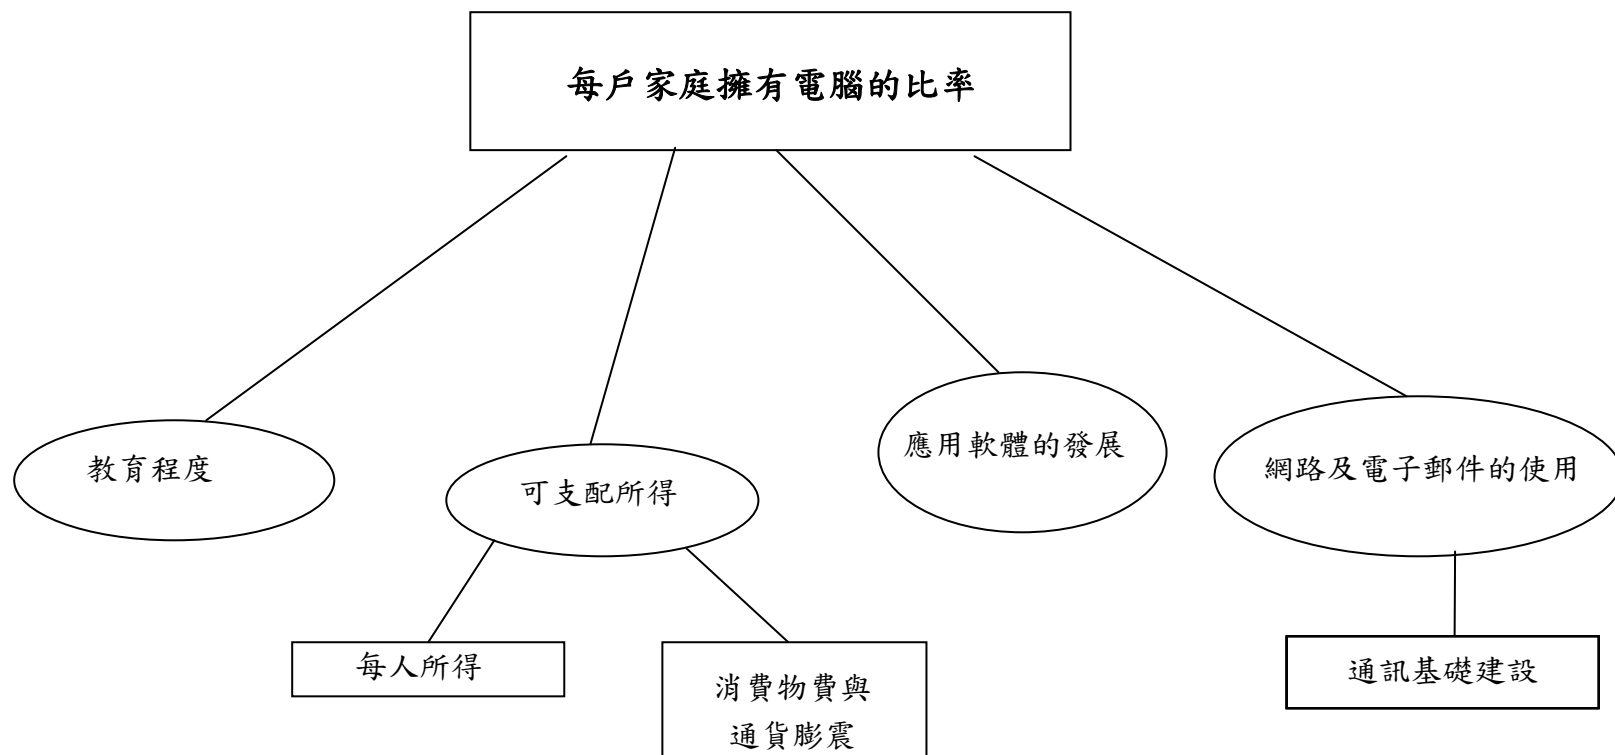 每戶家庭擁有電腦的比率
教育程度
可支配所得
應用軟體的發展
網路及電子郵件的使用
每人所得
消費物費與
通貨膨震
通訊基礎建設